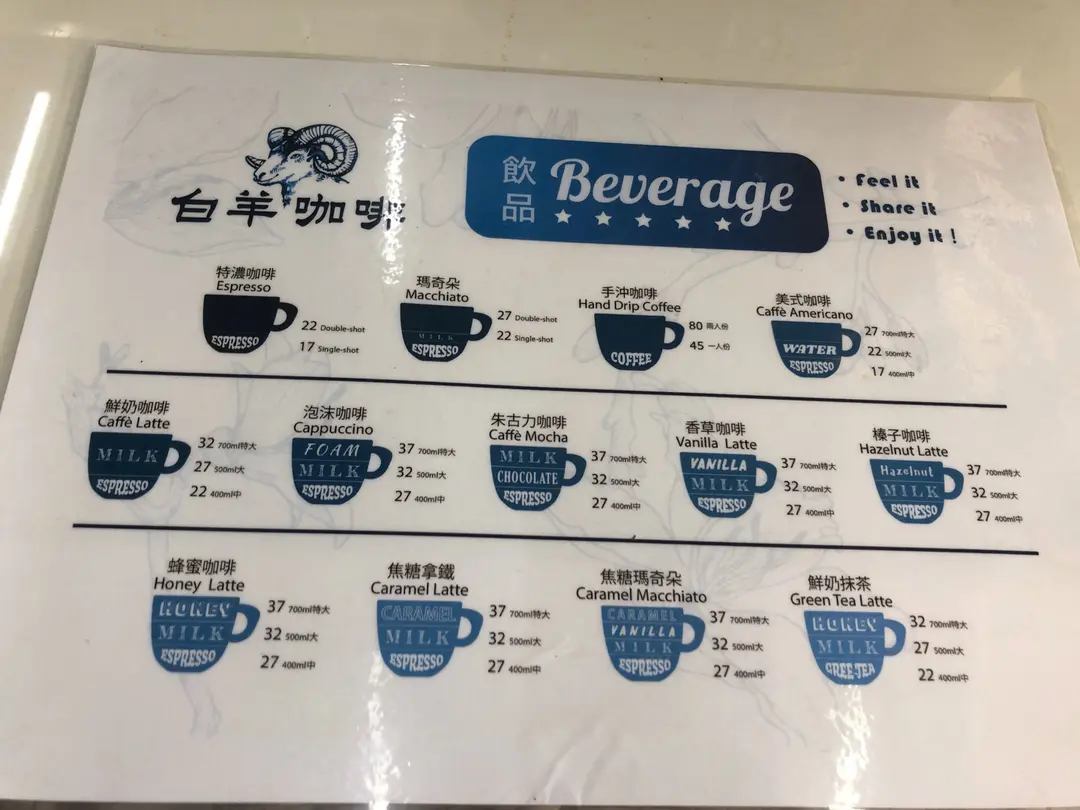 白羊咖啡
飲品
Beverage
• Feel it
• Share it
• Enjoy it !
特濃咖啡
Espresso
ESPRESSO
22 Double-shot
17 Single-shot
瑪奇朵
Macchiato
MILK
ESPRESSO
27 Double-shot
22 Single-shot
手沖咖啡
Hand Drip Coffee
COFFEE
80 兩人份
45 一人份
美式咖啡
Caffè Americano
WATER
ESPRESSO
27 700ml特大
22 500ml大
17 400ml中
鮮奶咖啡
Caffè Latte
MILK
ESPRESSO
32 700ml特大
27 500ml大
22 400ml中
泡沫咖啡
Cappuccino
FOAM
MILK
ESPRESSO
37 700ml特大
32 500ml大
27 400ml中
朱古力咖啡
Caffè Mocha
MILK
CHOCOLATE
ESPRESSO
37 700ml特大
32 500ml大
27 400ml中
香草咖啡
Vanilla Latte
VANILLA
MILK
ESPRESSO
37 700ml特大
32 500ml大
27 400ml中
榛子咖啡
Hazelnut Latte
Hazelnut
MILK
ESPRESSO
37 700ml特大
32 500ml大
27 400ml中
蜂蜜咖啡
Honey Latte
HONEY
MILK
ESPRESSO
37 700ml特大
32 500ml大
27 400ml中
焦糖拿鐵
Caramel Latte
CARAMEL
MILK
ESPRESSO
37 700ml特大
32 500ml大
27 400ml中
焦糖瑪奇朵
Caramel Macchiato
CARAMEL
VANILLA
MILK
ESPRESSO
37 700ml特大
32 500ml大
27 400ml中
鮮奶抹茶
Green Tea Latte
HONEY
MILK
GREE-TEA
32 700ml特大
27 500ml大
22 400ml中